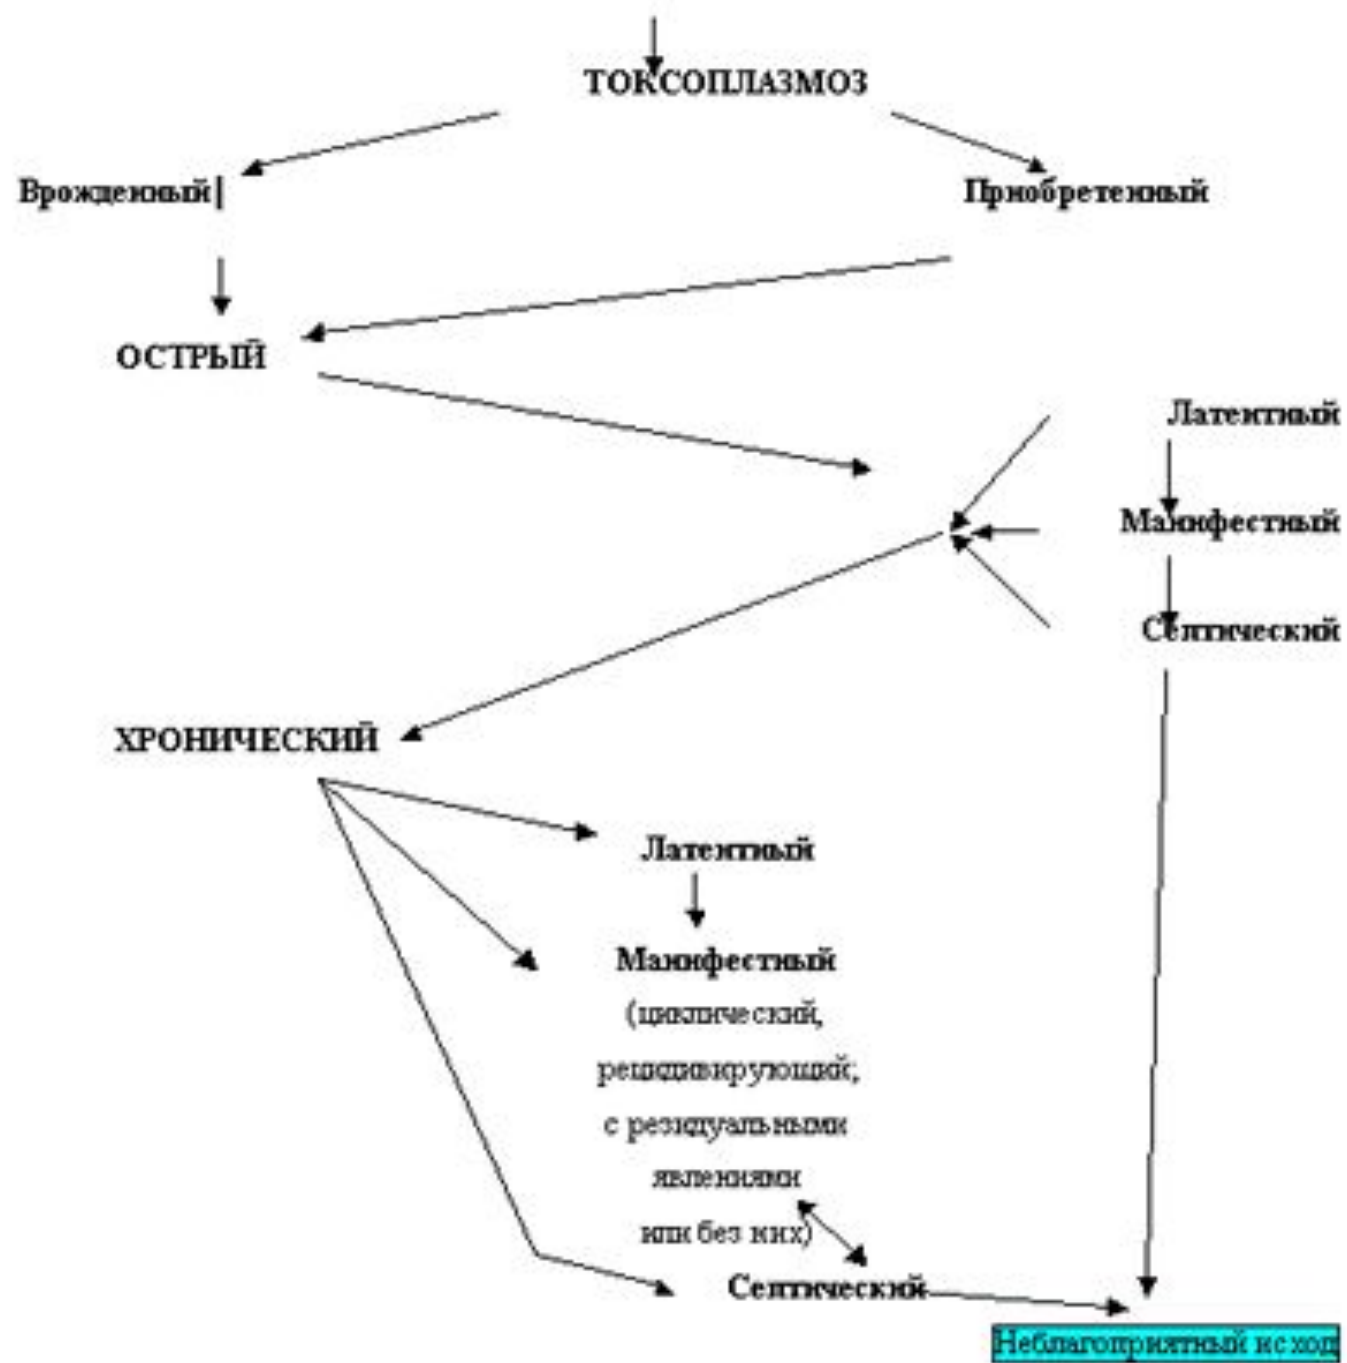 ТОКСОПЛАЗМОЗ
Врожденный
Приобретенный
ОСТРЫЙ
Латентный
Манифестный
Септический
ХРОНИЧЕСКИЙ
Латентный
Манифестный
(циклический,
рецидивирующий;
с резидуальными
явлениями
или без них)
Септический
Неблагоприятный исход